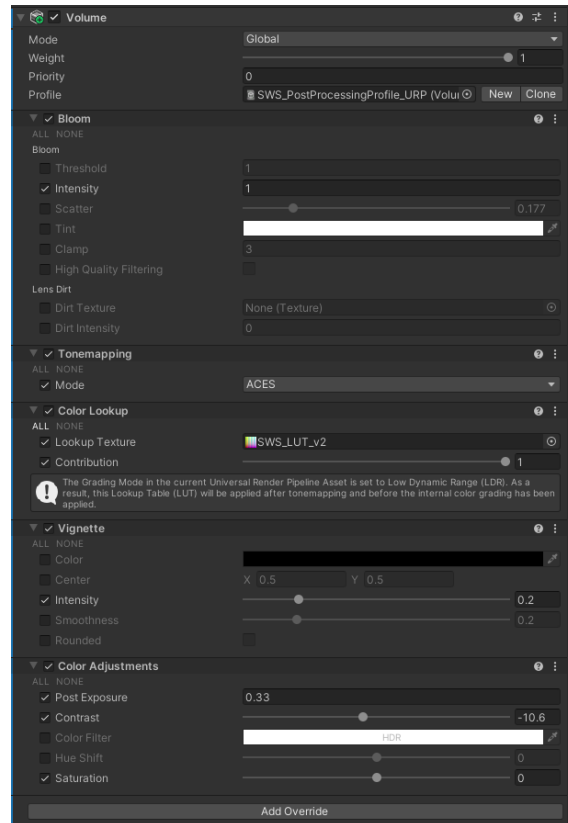 Volume
Mode Global
Weight 1
Priority 0
Profile SWS_PostProcessingProfile_URP (Volu New Clone
Bloom
ALL NONE
Bloom
Threshold 1
Intensity 1
Scatter 0.177
Tint
Clamp 3
High Quality Filtering
Lens Dirt
Dirt Texture None (Texture)
Dirt Intensity 0
Tonemapping
ALL NONE
Mode ACES
Color Lookup
ALL NONE
Lookup Texture SWS_LUT_v2
Contribution 1
The Grading Mode in the current Universal Render Pipeline Asset is set to Low Dynamic Range (LDR). As a
result, this Lookup Table (LUT) will be applied after tonemapping and before the internal color grading has been
applied.
Vignette
ALL NONE
Color
Center X 0.5 Y 0.5
Intensity 0.2
Smoothness 0.2
Rounded
Color Adjustments
ALL NONE
Post Exposure 0.33
Contrast -10.6
Color Filter HDR
Hue Shift 0
Saturation 0
Add Override